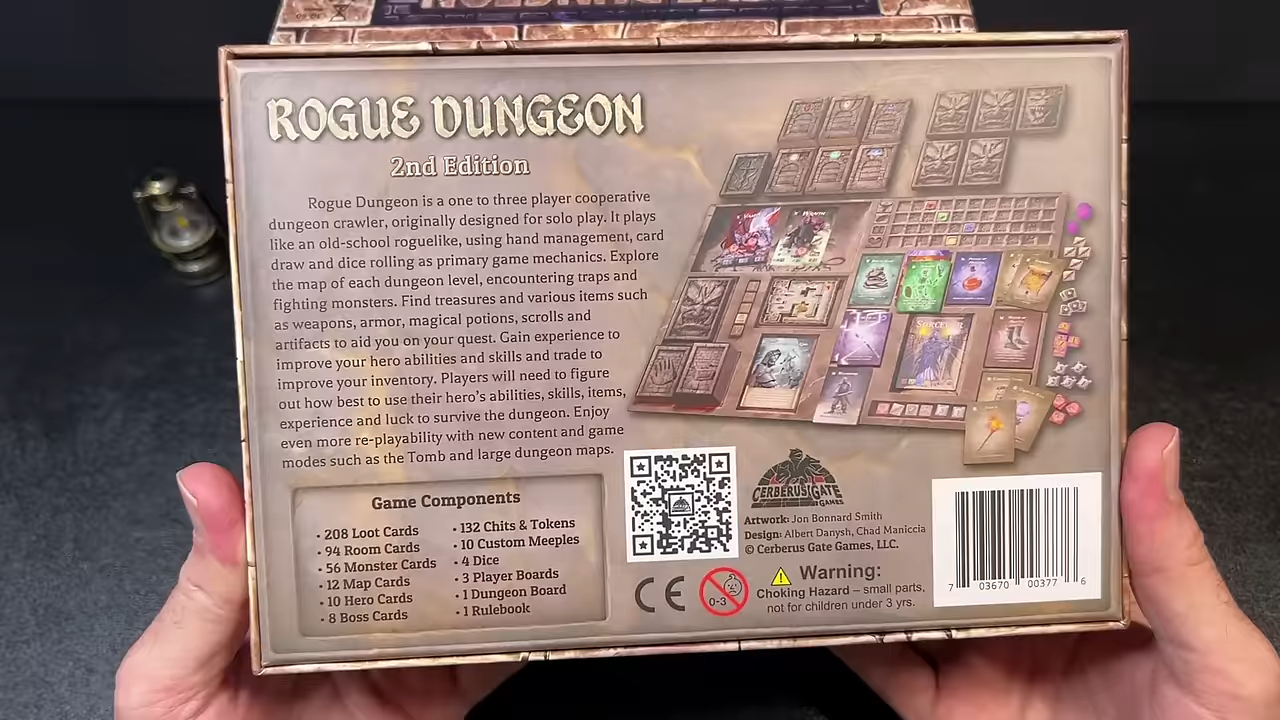 ROGUE DUNGEON
2nd Edition
Rogue Dungeon is a one to three player cooperative
dungeon crawler, originally designed for solo play. It plays
like an old-school roguelike, using hand management, card
draw and dice rolling as primary game mechanics. Explore
the map of each dungeon level, encountering traps and
fighting monsters. Find treasures and various items such
as weapons, armor, magical potions, scrolls and
artifacts to aid you on your quest. Gain experience to
improve your hero abilities and skills and trade to
improve your inventory. Players will need to figure
out how best to use their hero's abilities, skills, items,
experience and luck to survive the dungeon. Enjoy
even more re-playability with new content and game
modes such as the Tomb and large dungeon maps.
Game Components
• 208 Loot Cards
• 94 Room Cards
• 56 Monster Cards
• 12 Map Cards
• 10 Hero Cards
• 8 Boss Cards
• 132 Chits & Tokens
• 10 Custom Meeples
• 4 Dice
• 3 Player Boards
• 1 Dungeon Board
• 1 Rulebook
WRAITH
SORCERER
CERBERUS GATE
GAMES
Artwork: Jon Bonnard Smith
Design: Albert Danysh, Chad Maniccia
© Cerberus Gate Games, LLC.
CE
0-3
Warning:
Choking Hazard – small parts,
not for children under 3 yrs.
7 03670 00377 6